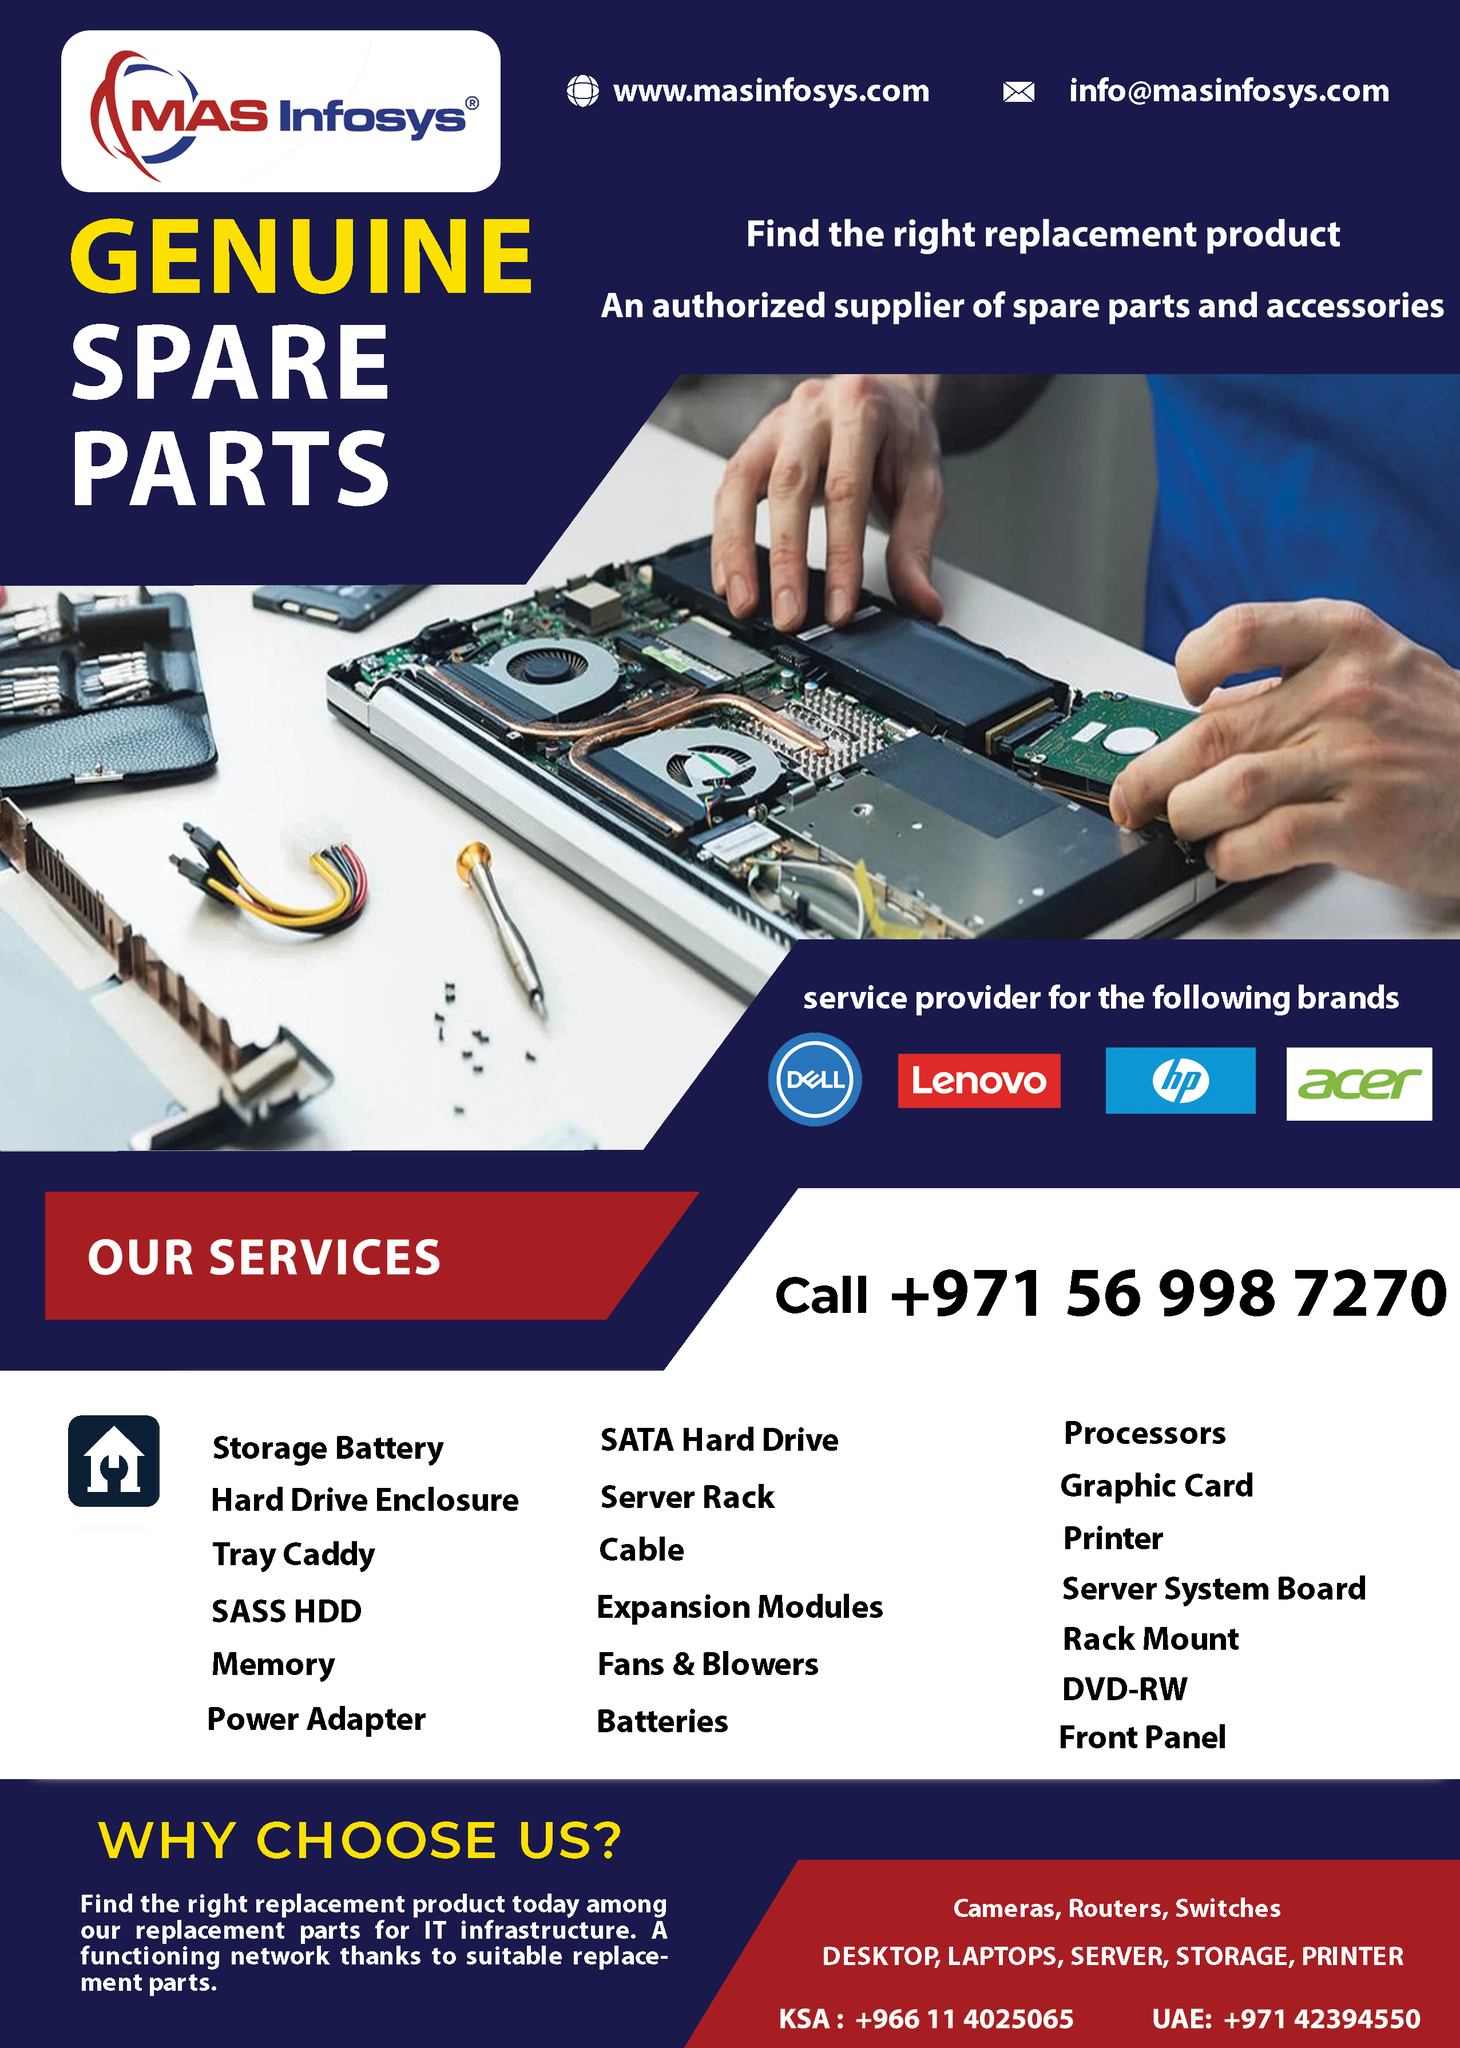 MAS Infosys®
www.masinfosys.com
info@masinfosys.com
GENUINE
SPARE
PARTS
Find the right replacement product
An authorized supplier of spare parts and accessories
service provider for the following brands
DELL
Lenovo
hp
acer
OUR SERVICES
Call +971 56 998 7270
Storage Battery
Hard Drive Enclosure
Tray Caddy
SASS HDD
Memory
Power Adapter
SATA Hard Drive
Server Rack
Cable
Expansion Modules
Fans & Blowers
Batteries
Processors
Graphic Card
Printer
Server System Board
Rack Mount
DVD-RW
Front Panel
WHY CHOOSE US?
Find the right replacement product today among
our replacement parts for IT infrastructure. A
functioning network thanks to suitable replace-
ment parts.
Cameras, Routers, Switches
DESKTOP, LAPTOPS, SERVER, STORAGE, PRINTER
KSA : +966 11 4025065
UAE: +971 42394550